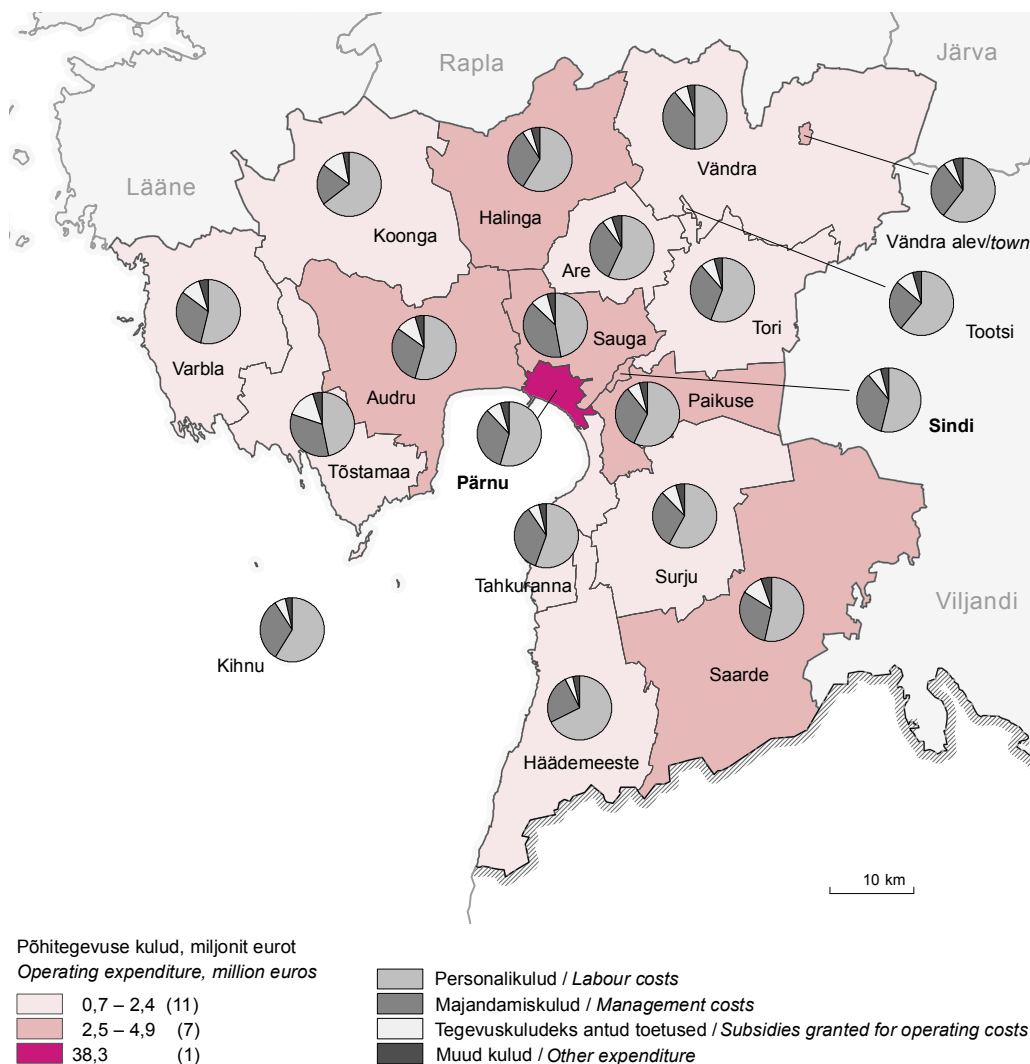 Rapla
Järva
Lääne
Vändra
Halinga
Koonga
Vändra alev/town
Are
Tori
Tootsi
Sauga
Varbla
Audru
Paikuse
Sindi
Tõstamaa
Pärnu
Tahkuranna
Surju
Viljandi
Kihnu
Saarde
Häädemeeste
10 km
Põhitegevuse kulud, miljonit eurot
Operating expenditure, million euros
0,7 – 2,4 (11)
2,5 – 4,9 (7)
38,3 (1)
Personalikulud / Labour costs
Majandamiskulud / Management costs
Tegevuskuludeks antud toetused / Subsidies granted for operating costs
Muud kulud / Other expenditure